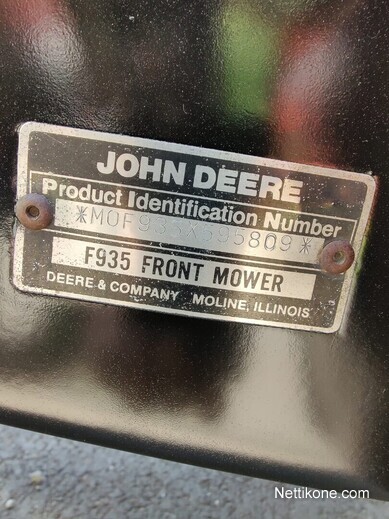 JOHN DEERE
Product Identification Number
F935 FRONT MOWER
DEERE & COMPANY MOLINE, ILLINOIS
Nettikone.com